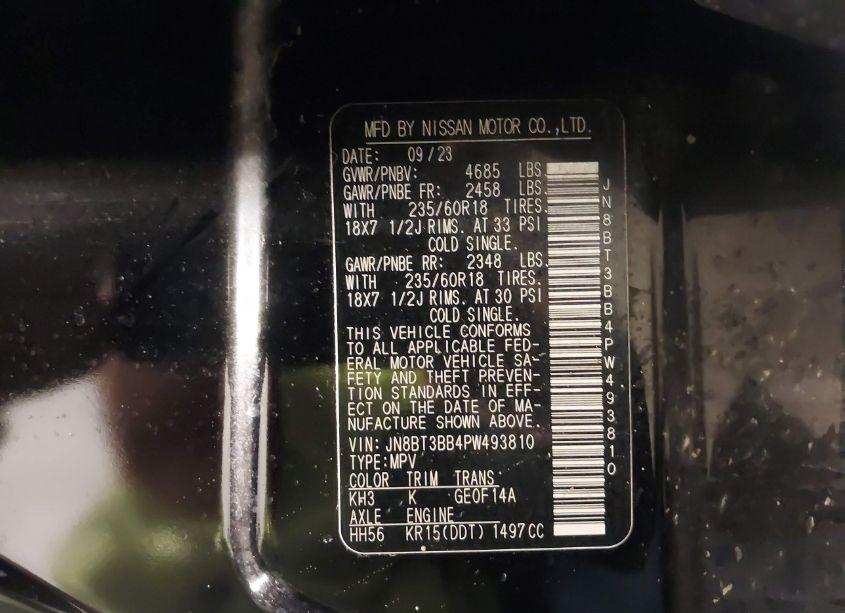 MFD BY NISSAN MOTOR CO.,LTD.
DATE: 09/23
GVWR/PNBV: 4685 LBS.
GAWR/PNBE FR: 2458 LBS.
WITH 235/60R18 TIRES.
18X7 1/2J RIMS. AT 33 PSI
COLD SINGLE.
GAWR/PNBE RR: 2348 LBS.
WITH 235/60R18 TIRES.
18X7 1/2J RIMS. AT 30 PSI
COLD SINGLE.
THIS VEHICLE CONFORMS
TO ALL APPLICABLE FED-
ERAL MOTOR VEHICLE SA-
FETY AND THEFT PREVEN-
TION STANDARDS IN EFF-
ECT ON THE DATE OF MA-
NUFACTURE SHOWN ABOVE.
VIN: JN8BT3BB4PW493810
TYPE:MPV
COLOR TRIM TRANS
KH3 K GE0F14A
AXLE ENGINE
HH56 KR15(DDT) 1497CC
JN8BT3BB4PW493810